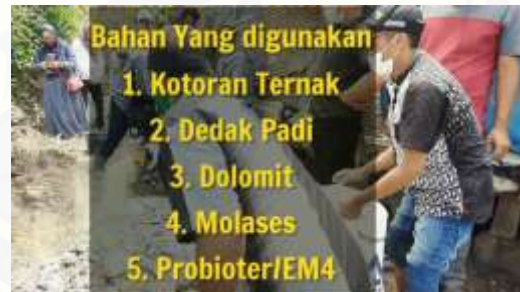 Bahan Yang digunakan
1. Kotoran Ternak
2. Dedak Padi
3. Dolomit
4. Molases
5. Probioter/EM4